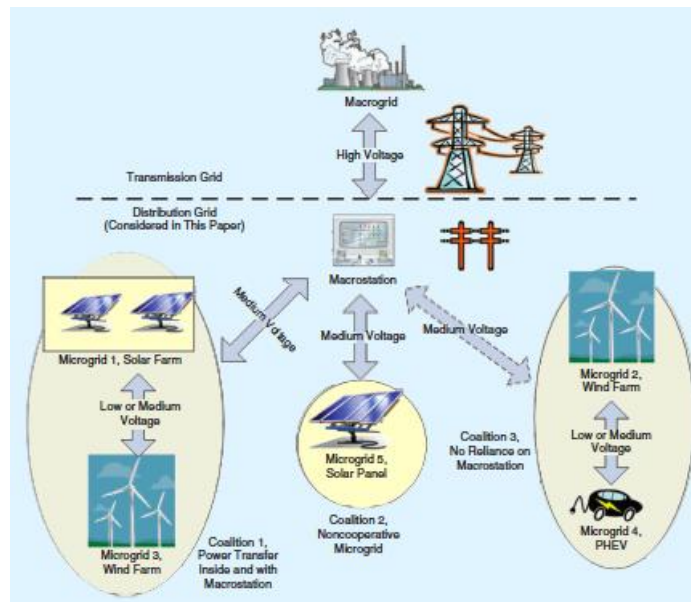 Macrogrid
High Voltage
Transmission Grid
Distribution Grid
(Considered in This Paper)
Macrostation
Medium Voltage
Medium Voltage
Medium Voltage
Microgrid 1, Solar Farm
Low or Medium
Voltage
Microgrid 3,
Wind Farm
Coalition 1,
Power Transfer
Inside and with
Macrostation
Microgrid 5,
Solar Panel
Coalition 2,
Noncooperative
Microgrid
Coalition 3,
No Reliance on
Macrostation
Microgrid 2,
Wind Farm
Low or Medium
Voltage
Microgrid 4,
PHEV